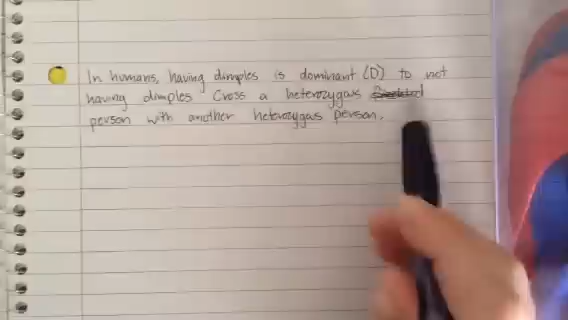 In humans, having dimples is dominant (D) to not
having dimples Cross a heterozygous
person with another heterozygous person.